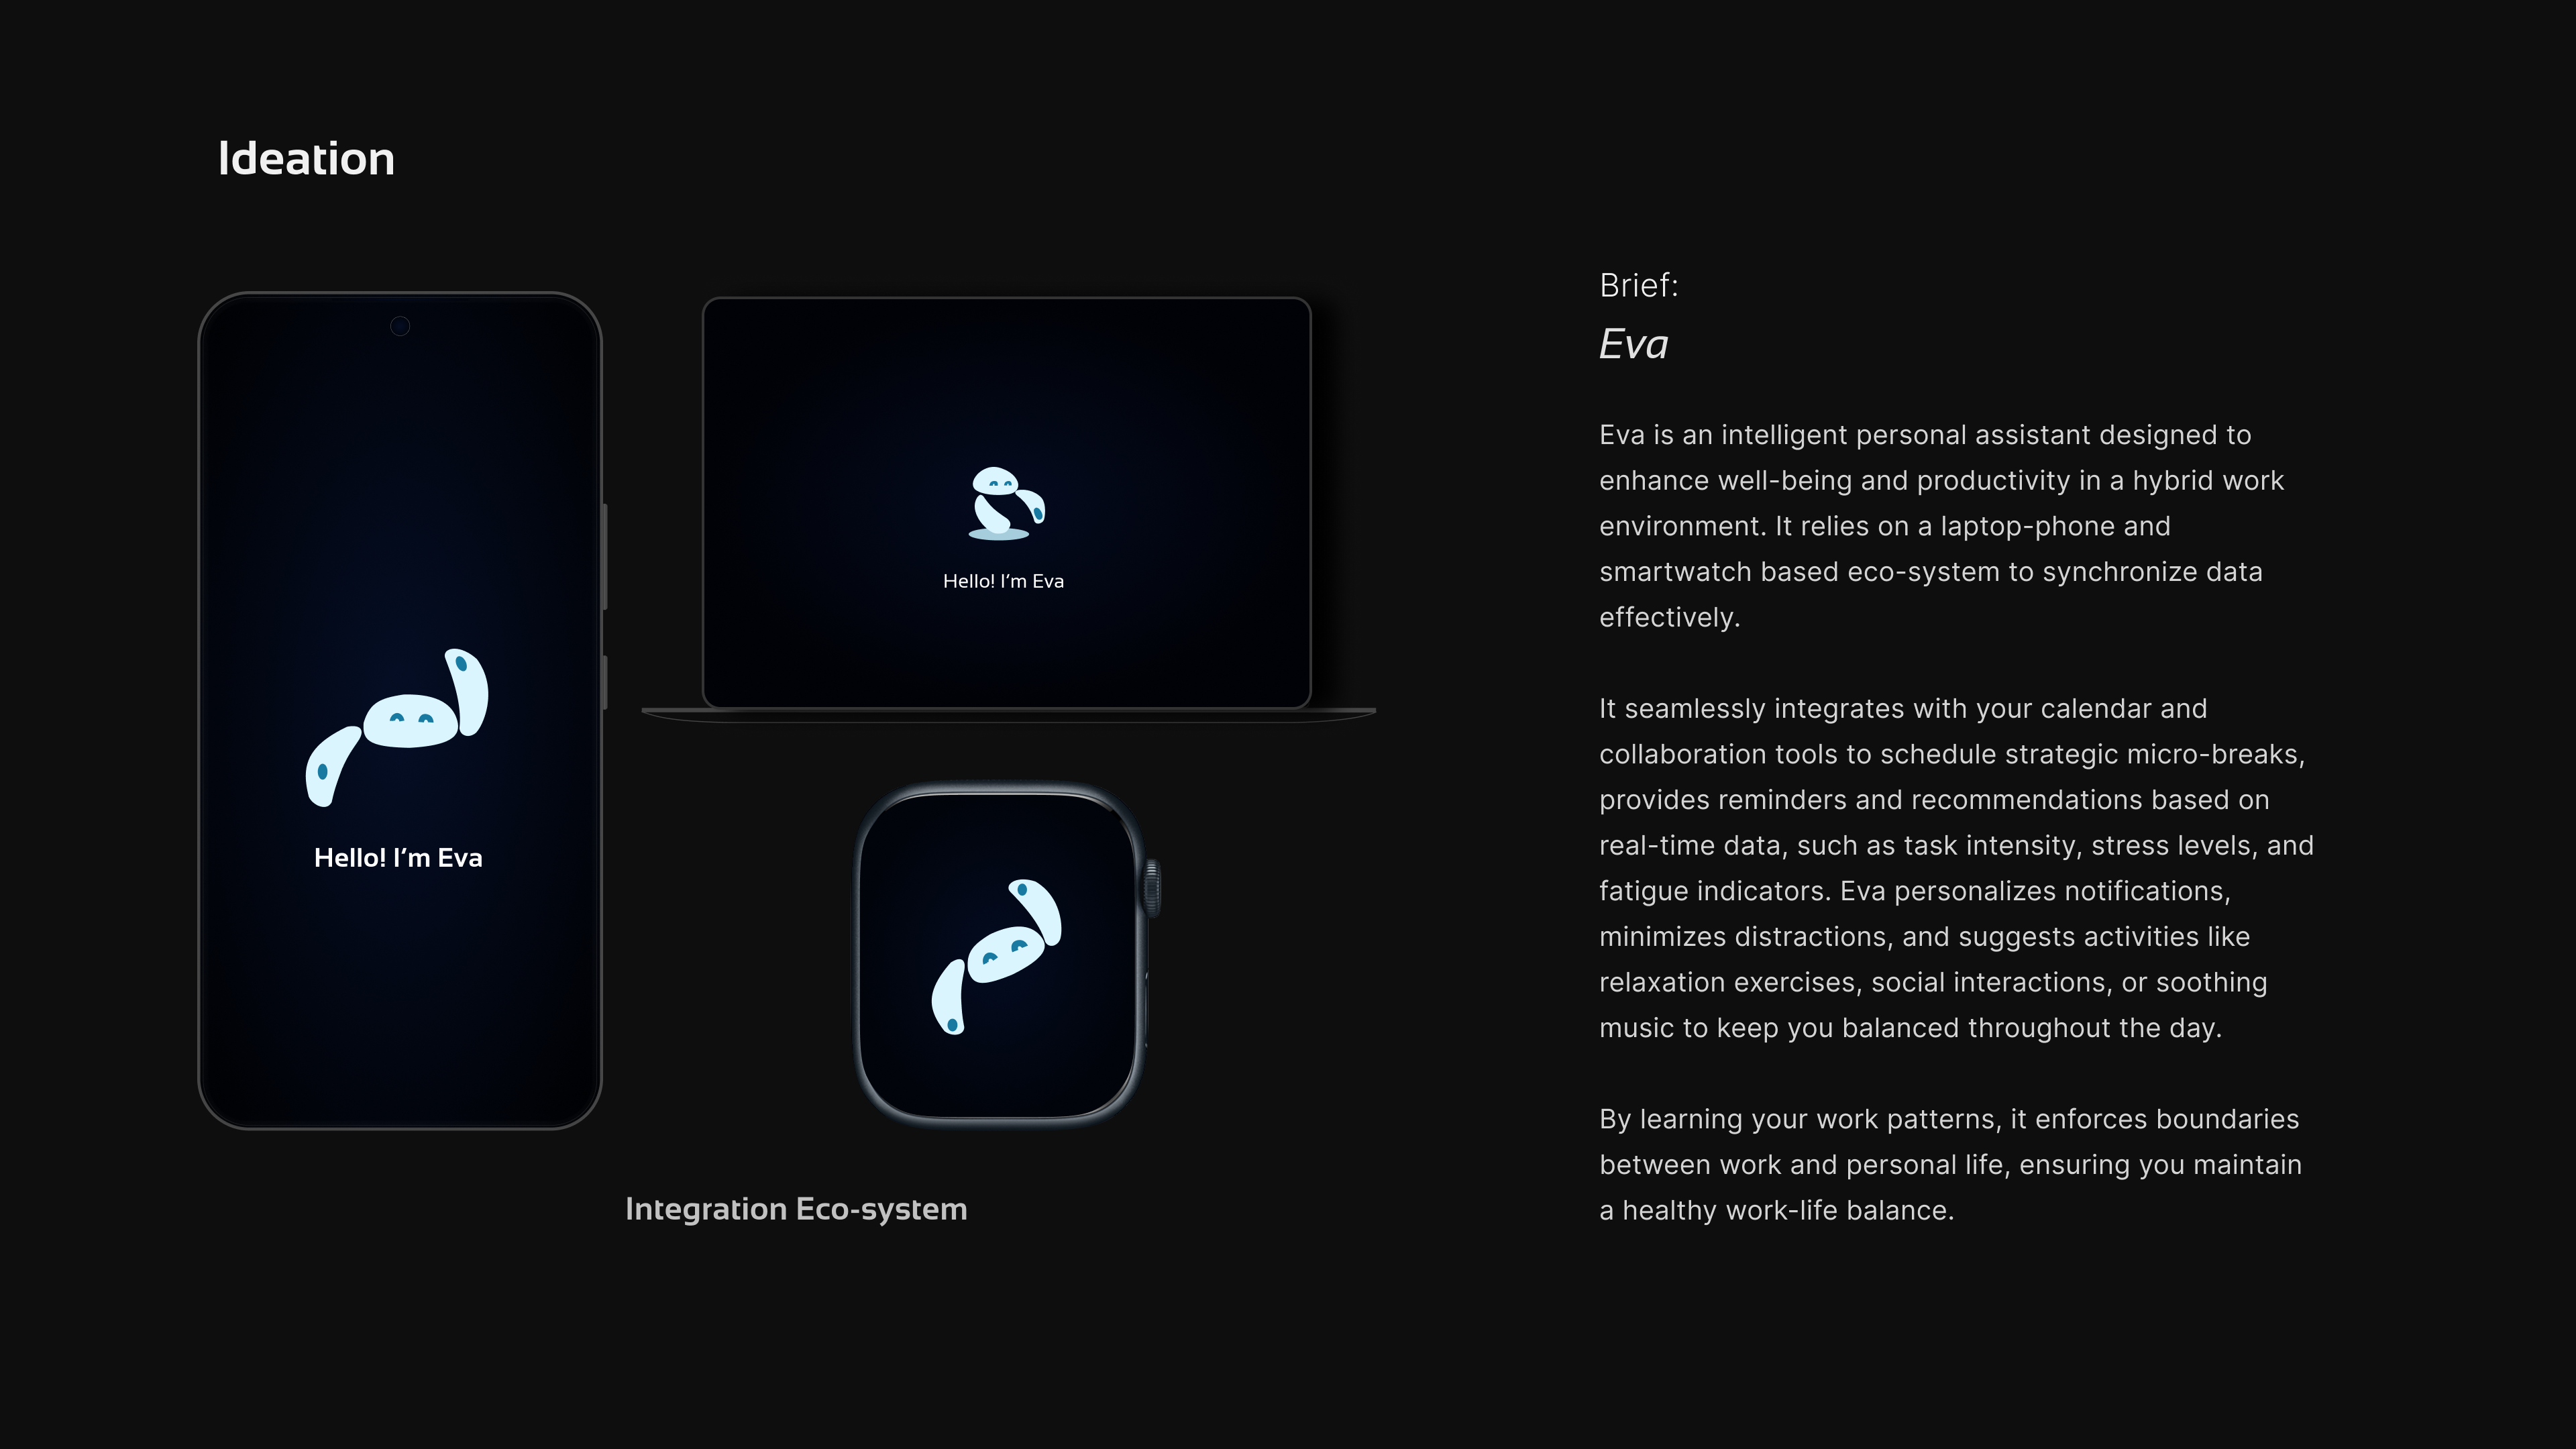 Ideation
Hello! I’m Eva
Hello! I’m Eva
Integration Eco-system
Brief:
Eva
Eva is an intelligent personal assistant designed to
enhance well-being and productivity in a hybrid work
environment. It relies on a laptop-phone and
smartwatch based eco-system to synchronize data
effectively.
It seamlessly integrates with your calendar and
collaboration tools to schedule strategic micro-breaks,
provides reminders and recommendations based on
real-time data, such as task intensity, stress levels, and
fatigue indicators. Eva personalizes notifications,
minimizes distractions, and suggests activities like
relaxation exercises, social interactions, or soothing
music to keep you balanced throughout the day.
By learning your work patterns, it enforces boundaries
between work and personal life, ensuring you maintain
a healthy work-life balance.